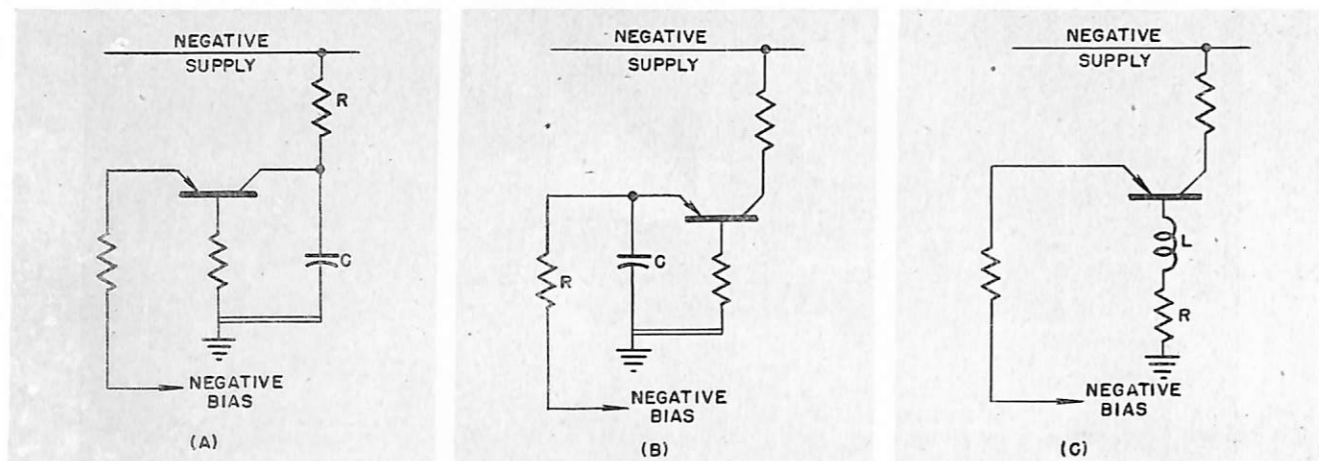 NEGATIVE
SUPPLY
R
C
NEGATIVE
BIAS
(A)
NEGATIVE
SUPPLY
R
C
NEGATIVE
BIAS
(B)
NEGATIVE
SUPPLY
L
R
NEGATIVE
BIAS
(C)